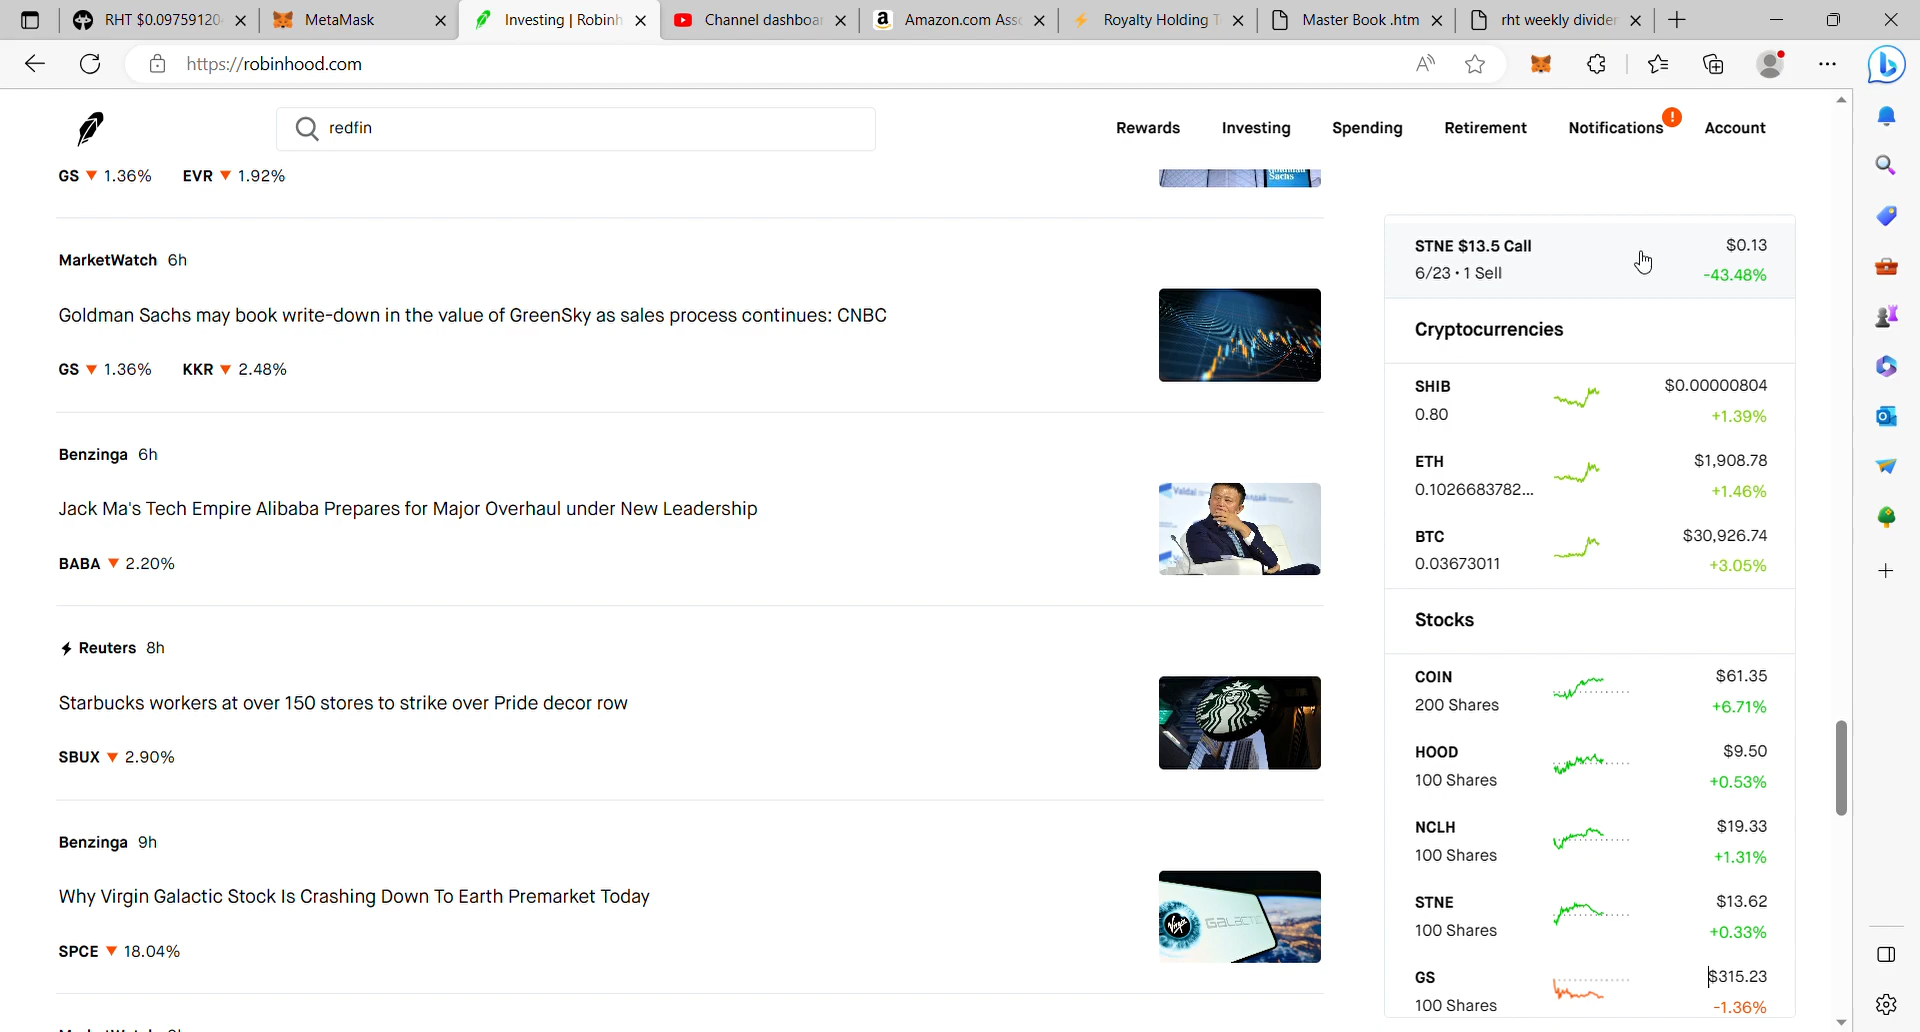 RHT $0.09759120
MetaMask
Investing | Robinh
Channel dashboar
Amazon.com Ass
Royalty Holding T
Master Book .htm
rht weekly divider
https://robinhood.com
redfin
Rewards
Investing
Spending
Retirement
Notifications
!
Account
GS ▼ 1.36% EVR ▼ 1.92%
MarketWatch 6h
Goldman Sachs may book write-down in the value of GreenSky as sales process continues: CNBC
GS ▼ 1.36% KKR ▼ 2.48%
Benzinga 6h
Jack Ma's Tech Empire Alibaba Prepares for Major Overhaul under New Leadership
BABA ▼ 2.20%
Reuters 8h
Starbucks workers at over 150 stores to strike over Pride decor row
SBUX ▼ 2.90%
Benzinga 9h
Why Virgin Galactic Stock Is Crashing Down To Earth Premarket Today
SPCE ▼ 18.04%
STNE $13.5 Call $0.13
6/23 • 1 Sell -43.48%
Cryptocurrencies
SHIB $0.00000804
0.80 +1.39%
ETH $1,908.78
0.1026683782... +1.46%
BTC $30,926.74
0.03673011 +3.05%
Stocks
COIN $61.35
200 Shares +6.71%
HOOD $9.50
100 Shares +0.53%
NCLH $19.33
100 Shares +1.31%
STNE $13.62
100 Shares +0.33%
GS $315.23
100 Shares -1.36%